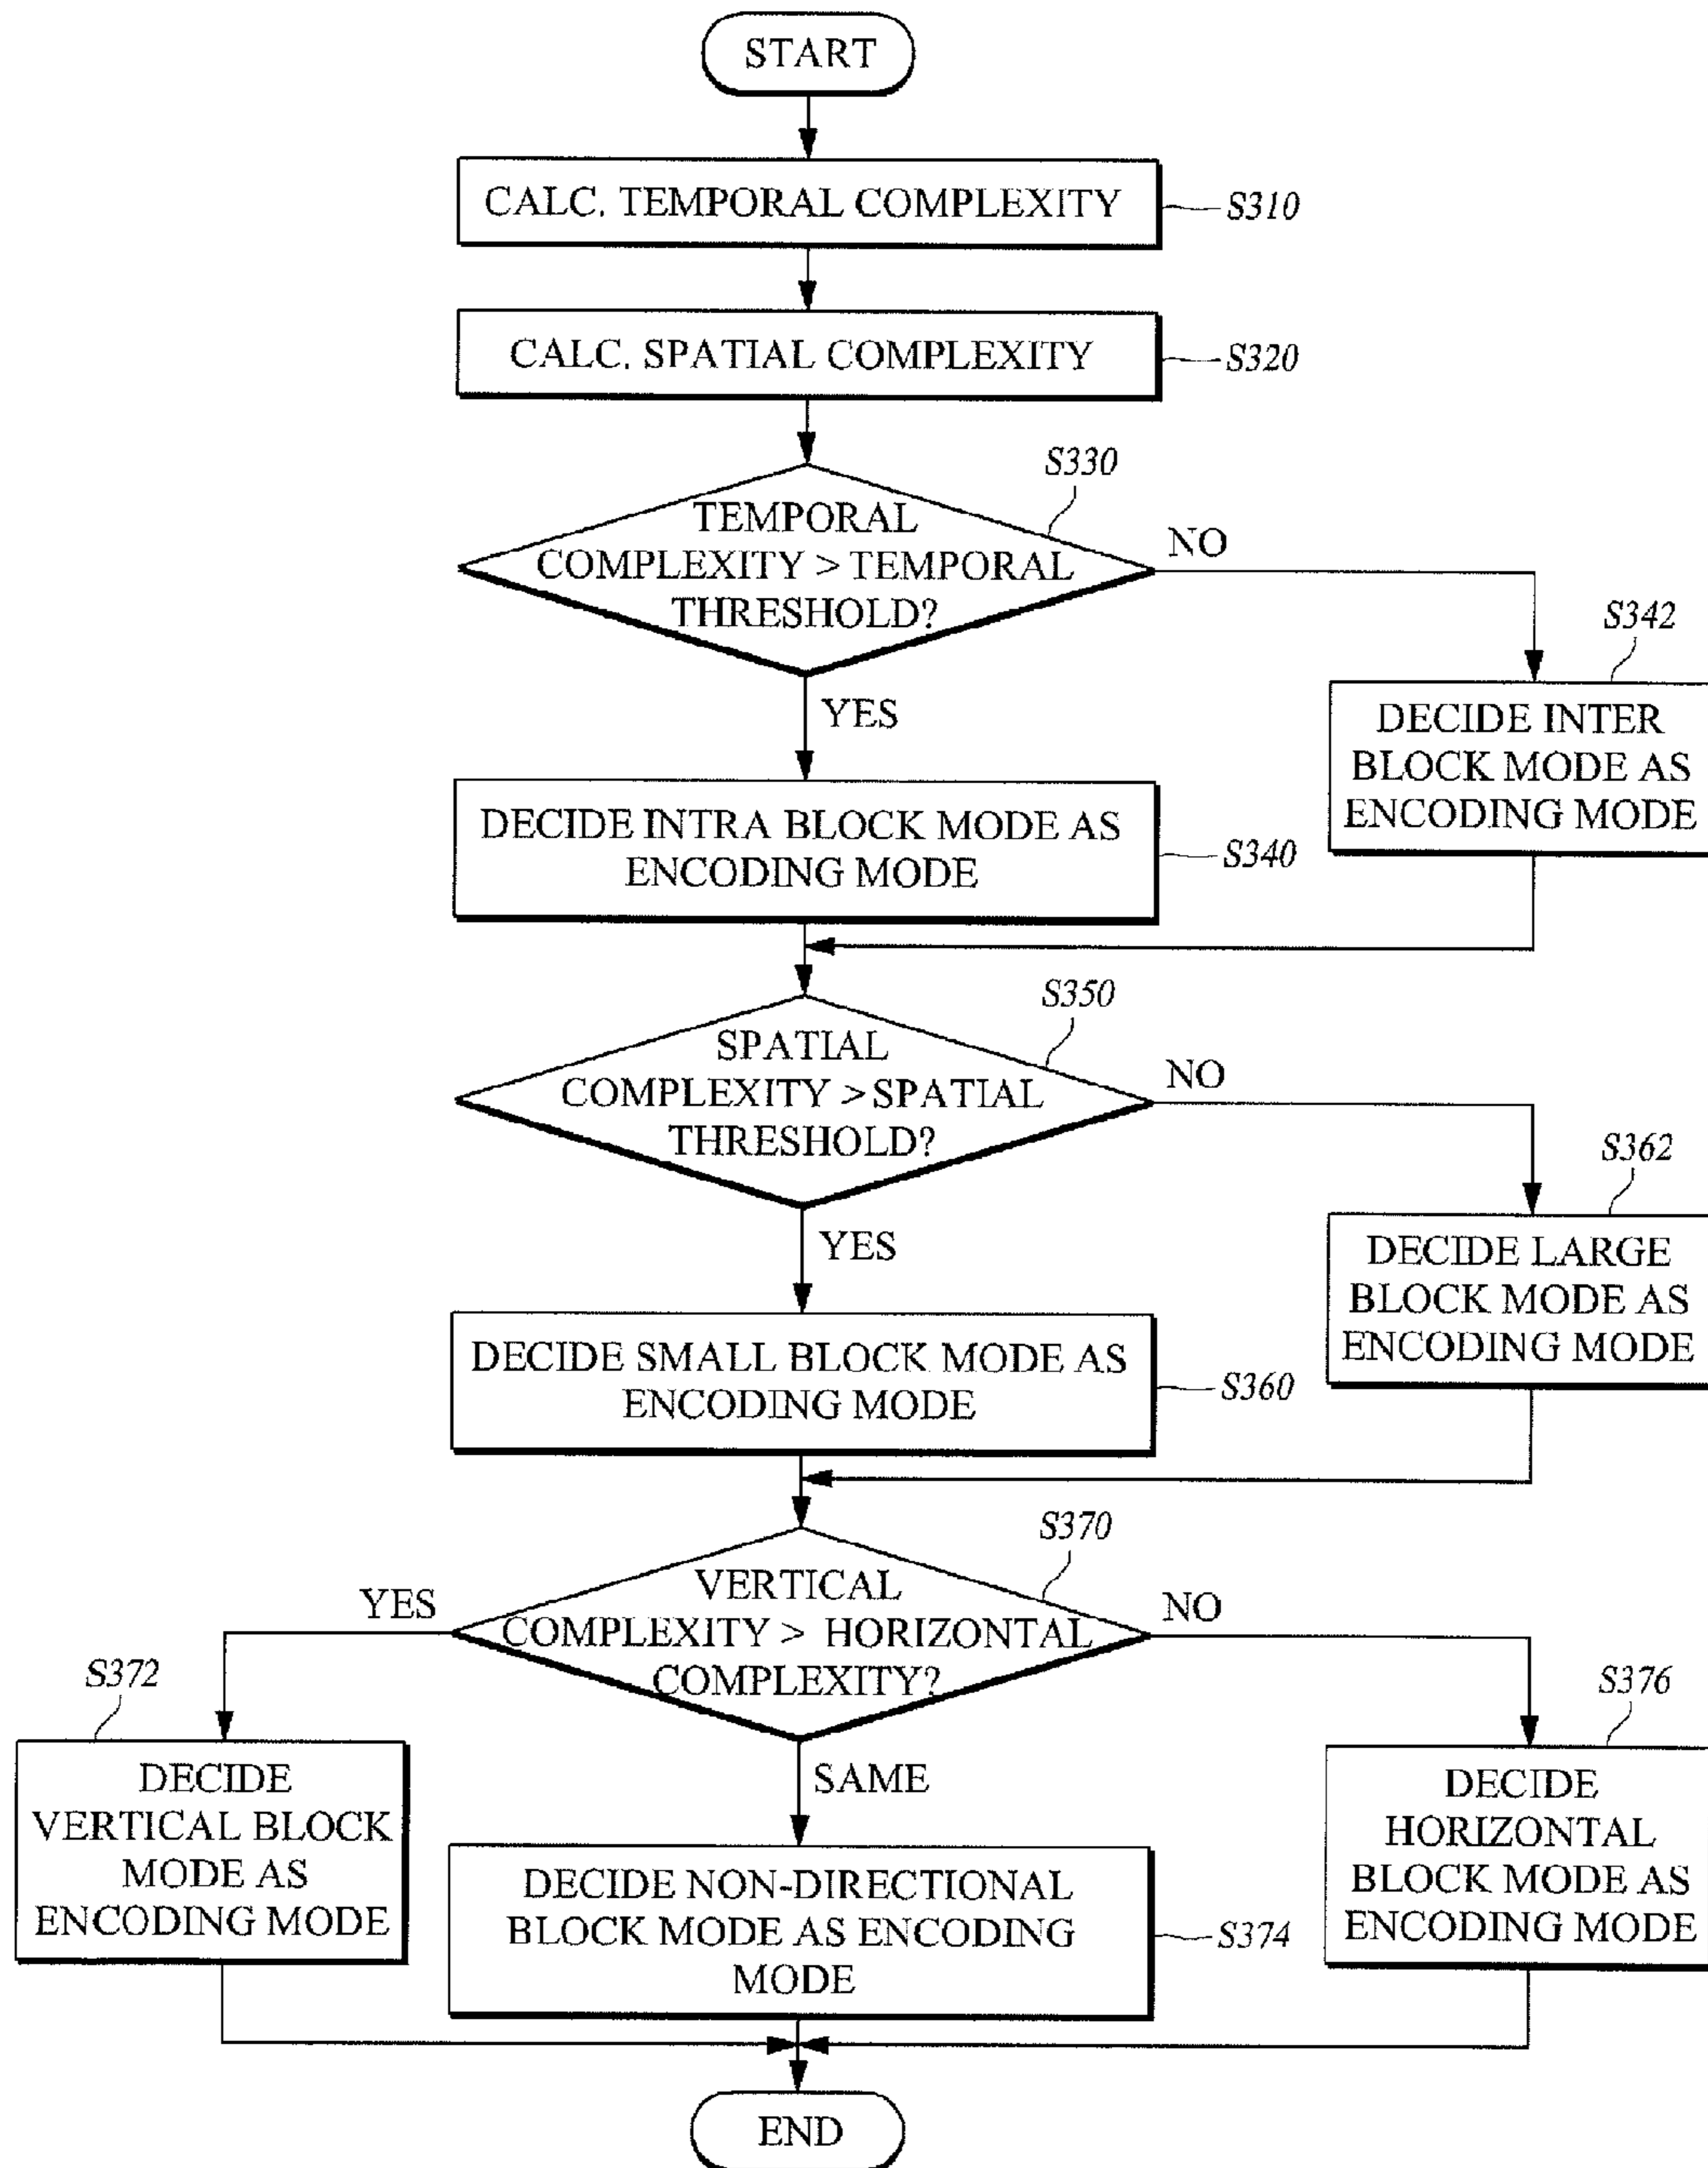 START
CALC. TEMPORAL COMPLEXITY
S310
CALC. SPATIAL COMPLEXITY
S320
S330
TEMPORAL
COMPLEXITY > TEMPORAL
THRESHOLD?
NO
YES
S342
DECIDE INTER
BLOCK MODE AS
ENCODING MODE
DECIDE INTRA BLOCK MODE AS
ENCODING MODE
S340
S350
SPATIAL
COMPLEXITY > SPATIAL
THRESHOLD?
NO
YES
S362
DECIDE LARGE
BLOCK MODE AS
ENCODING MODE
DECIDE SMALL BLOCK MODE AS
ENCODING MODE
S360
S370
VERTICAL
COMPLEXITY > HORIZONTAL
COMPLEXITY?
YES
NO
SAME
S372
DECIDE
VERTICAL BLOCK
MODE AS
ENCODING MODE
DECIDE NON-DIRECTIONAL
BLOCK MODE AS ENCODING
MODE
S374
S376
DECIDE
HORIZONTAL
BLOCK MODE AS
ENCODING MODE
END